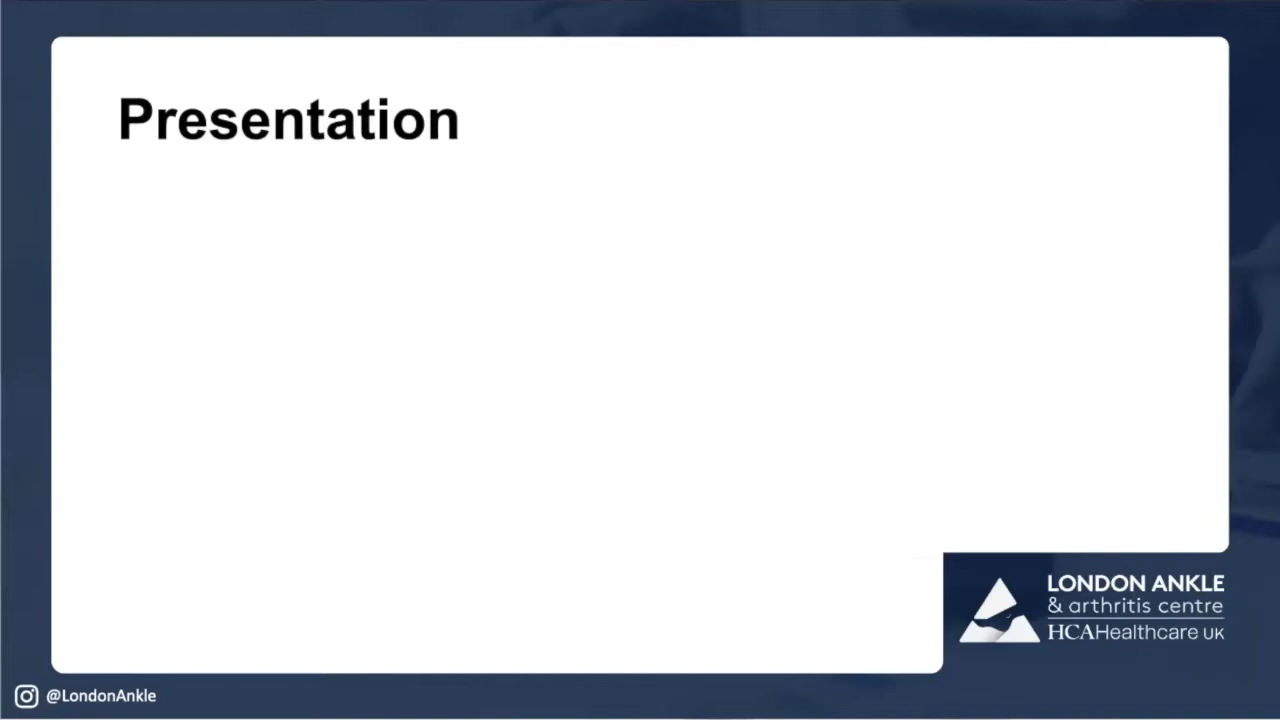 Presentation
LONDON ANKLE
& arthritis centre
HCAHealthcare UK
@LondonAnkle